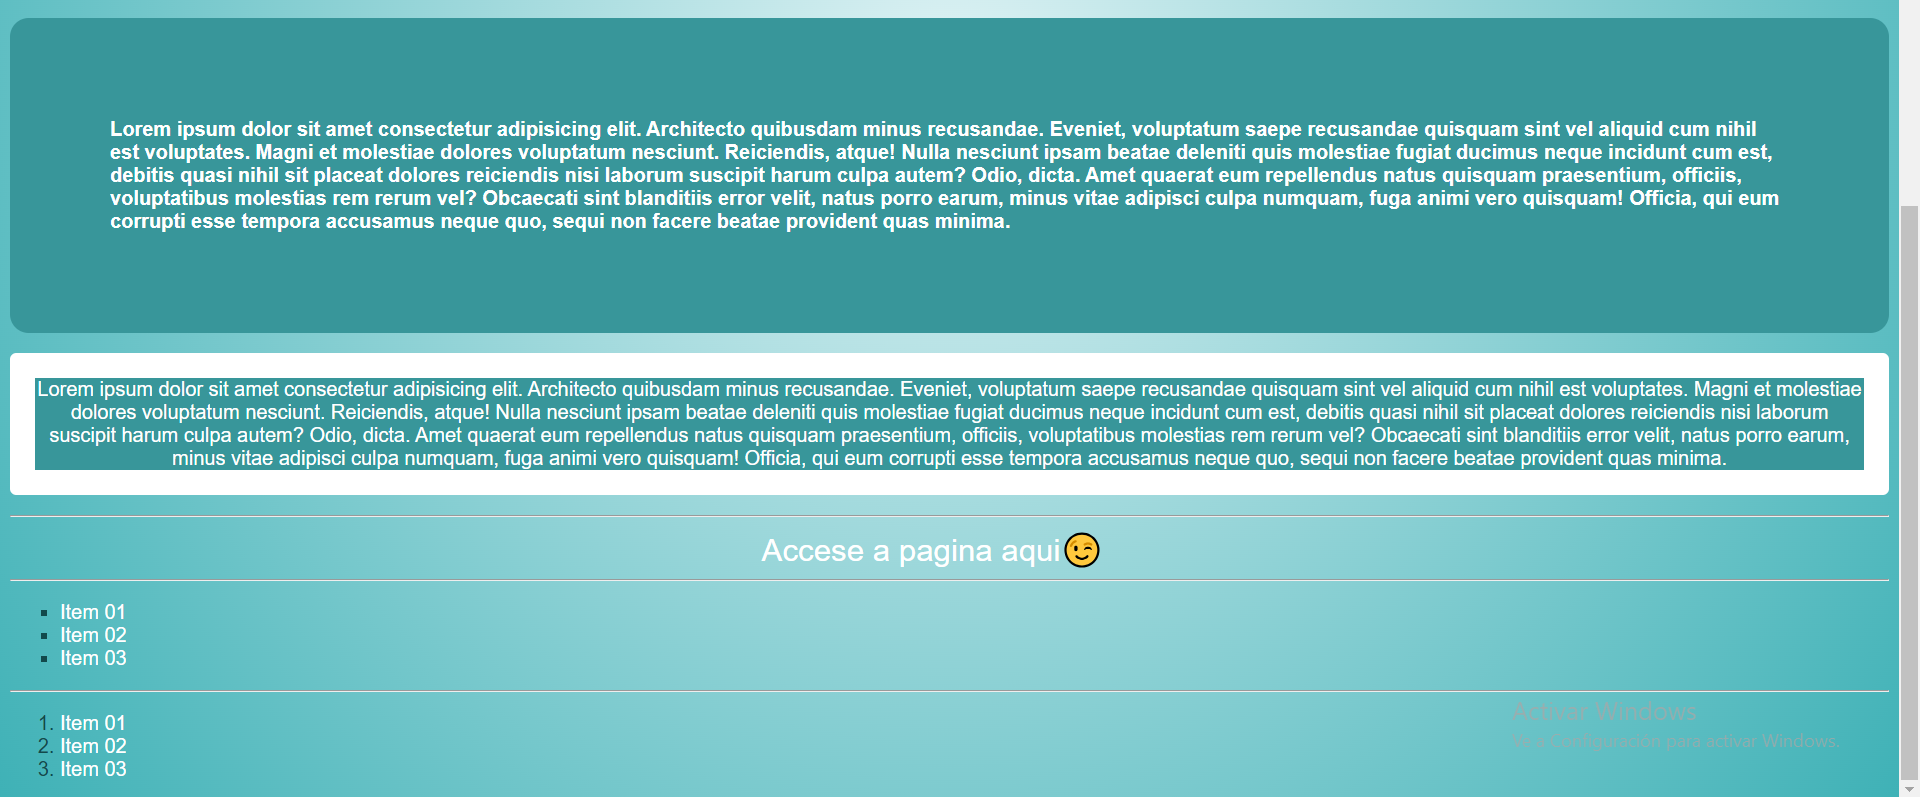 Lorem ipsum dolor sit amet consectetur adipisicing elit. Architecto quibusdam minus recusandae. Eveniet, voluptatum saepe recusandae quisquam sint vel aliquid cum nihil
est voluptates. Magni et molestiae dolores voluptatum nesciunt. Reiciendis, atque! Nulla nesciunt ipsam beatae deleniti quis molestiae fugiat ducimus neque incidunt cum est,
debitis quasi nihil sit placeat dolores reiciendis nisi laborum suscipit harum culpa autem? Odio, dicta. Amet quaerat eum repellendus natus quisquam praesentium, officiis,
voluptatibus molestias rem rerum vel? Obcaecati sint blanditiis error velit, natus porro earum, minus vitae adipisci culpa numquam, fuga animi vero quisquam! Officia, qui eum
corrupti esse tempora accusamus neque quo, sequi non facere beatae provident quas minima.
Lorem ipsum dolor sit amet consectetur adipisicing elit. Architecto quibusdam minus recusandae. Eveniet, voluptatum saepe recusandae quisquam sint vel aliquid cum nihil est voluptates. Magni et molestiae
dolores voluptatum nesciunt. Reiciendis, atque! Nulla nesciunt ipsam beatae deleniti quis molestiae fugiat ducimus neque incidunt cum est, debitis quasi nihil sit placeat dolores reiciendis nisi laborum
suscipit harum culpa autem? Odio, dicta. Amet quaerat eum repellendus natus quisquam praesentium, officiis, voluptatibus molestias rem rerum vel? Obcaecati sint blanditiis error velit, natus porro earum,
minus vitae adipisci culpa numquam, fuga animi vero quisquam! Officia, qui eum corrupti esse tempora accusamus neque quo, sequi non facere beatae provident quas minima.
Accese a pagina aqui😉
Item 01
Item 02
Item 03
1. Item 01
2. Item 02
3. Item 03
Activar Windows
Ve a Configuración para activar Windows.